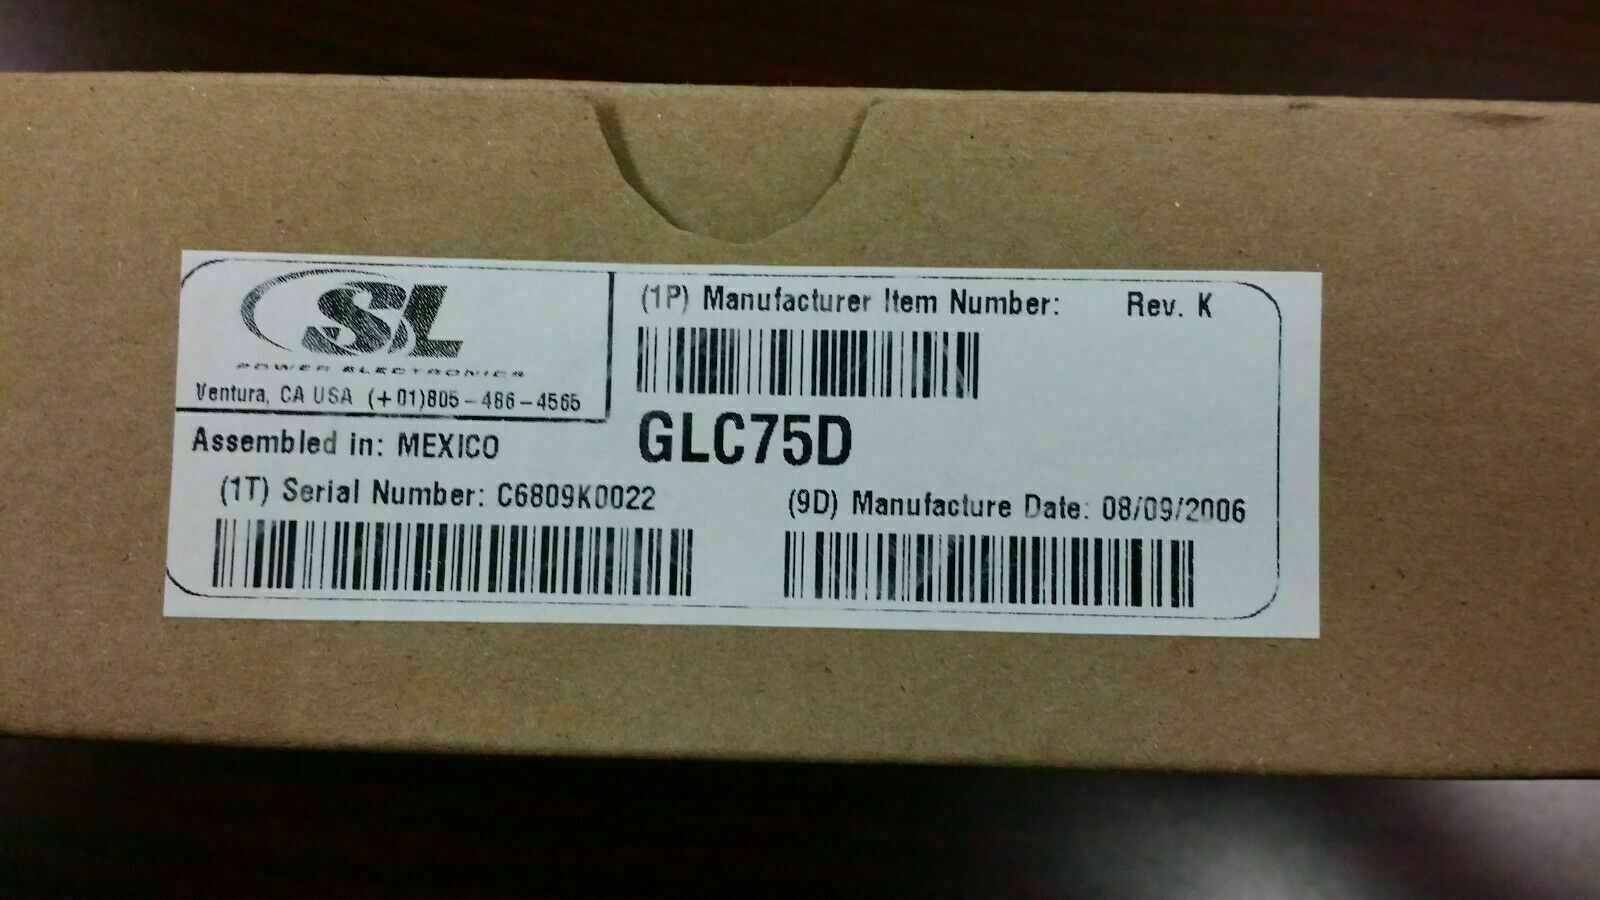 SL
POWER ELECTRONICS
Ventura, CA USA (+01)805-486-4565
(1P) Manufacturer Item Number: Rev. K
GLC75D
Assembled in: MEXICO
(1T) Serial Number: C6809K0022
(9D) Manufacture Date: 08/09/2006